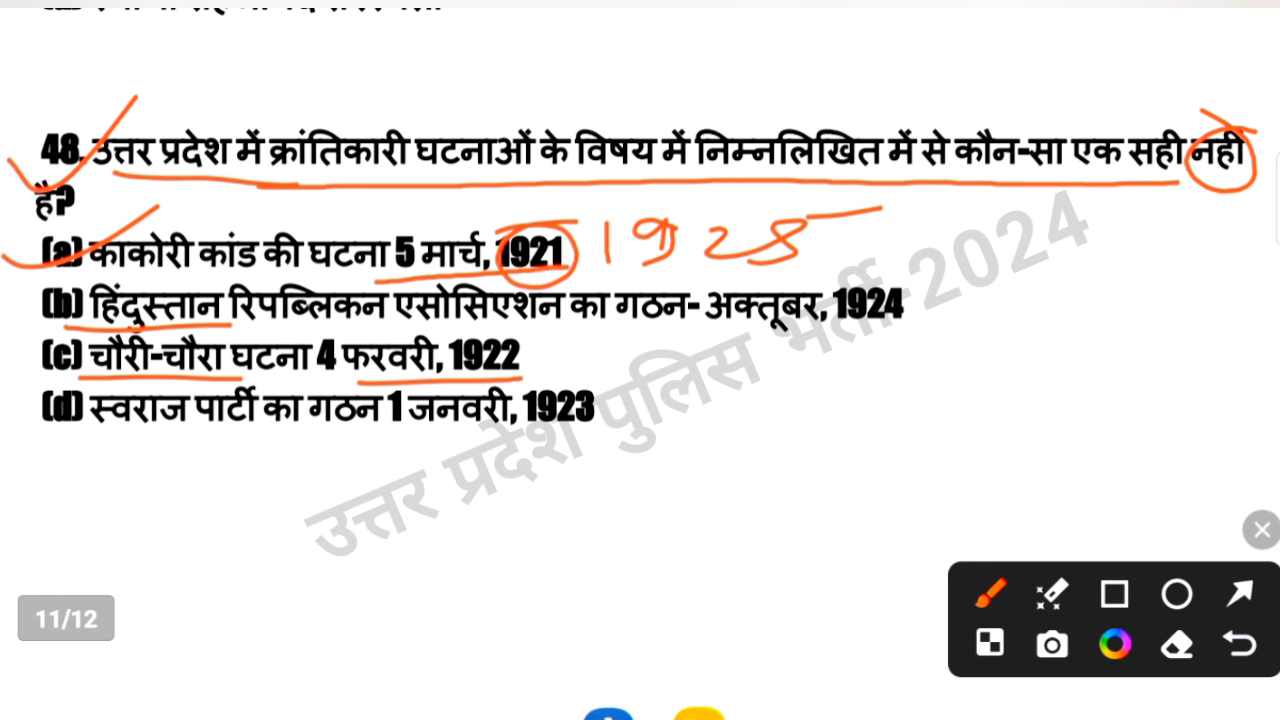 48. उत्तर प्रदेश में क्रांतिकारी घटनाओं के विषय में निम्नलिखित में से कौन-सा एक सही नही
है?
(a) काकोरी कांड की घटना 5 मार्च, 1921 1925
(b) हिंदुस्तान रिपब्लिकन एसोसिएशन का गठन- अक्तूबर, 1924
(c) चौरी-चौरा घटना 4 फरवरी, 1922
(d) स्वराज पार्टी का गठन 1 जनवरी, 1923
उत्तर प्रदेश पुलिस भर्ती-2024
11/12